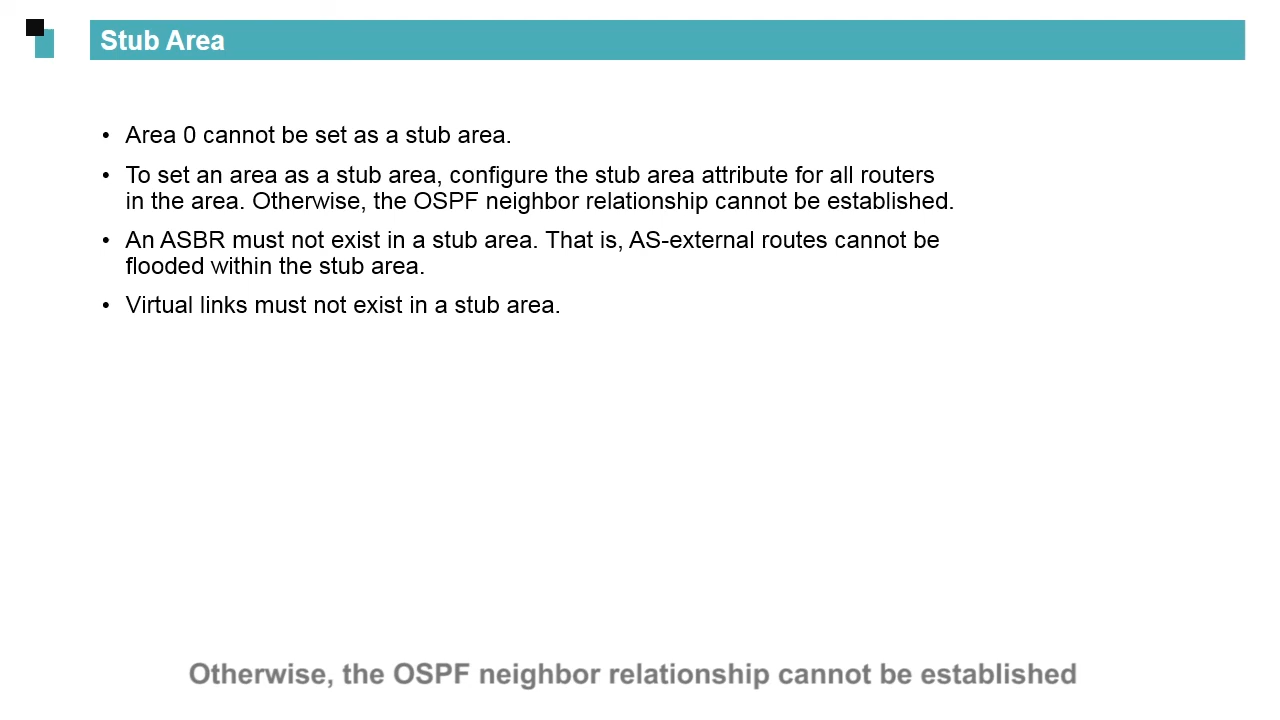 Stub Area
• Area 0 cannot be set as a stub area.
• To set an area as a stub area, configure the stub area attribute for all routers
in the area. Otherwise, the OSPF neighbor relationship cannot be established.
• An ASBR must not exist in a stub area. That is, AS-external routes cannot be
flooded within the stub area.
• Virtual links must not exist in a stub area.
Otherwise, the OSPF neighbor relationship cannot be established